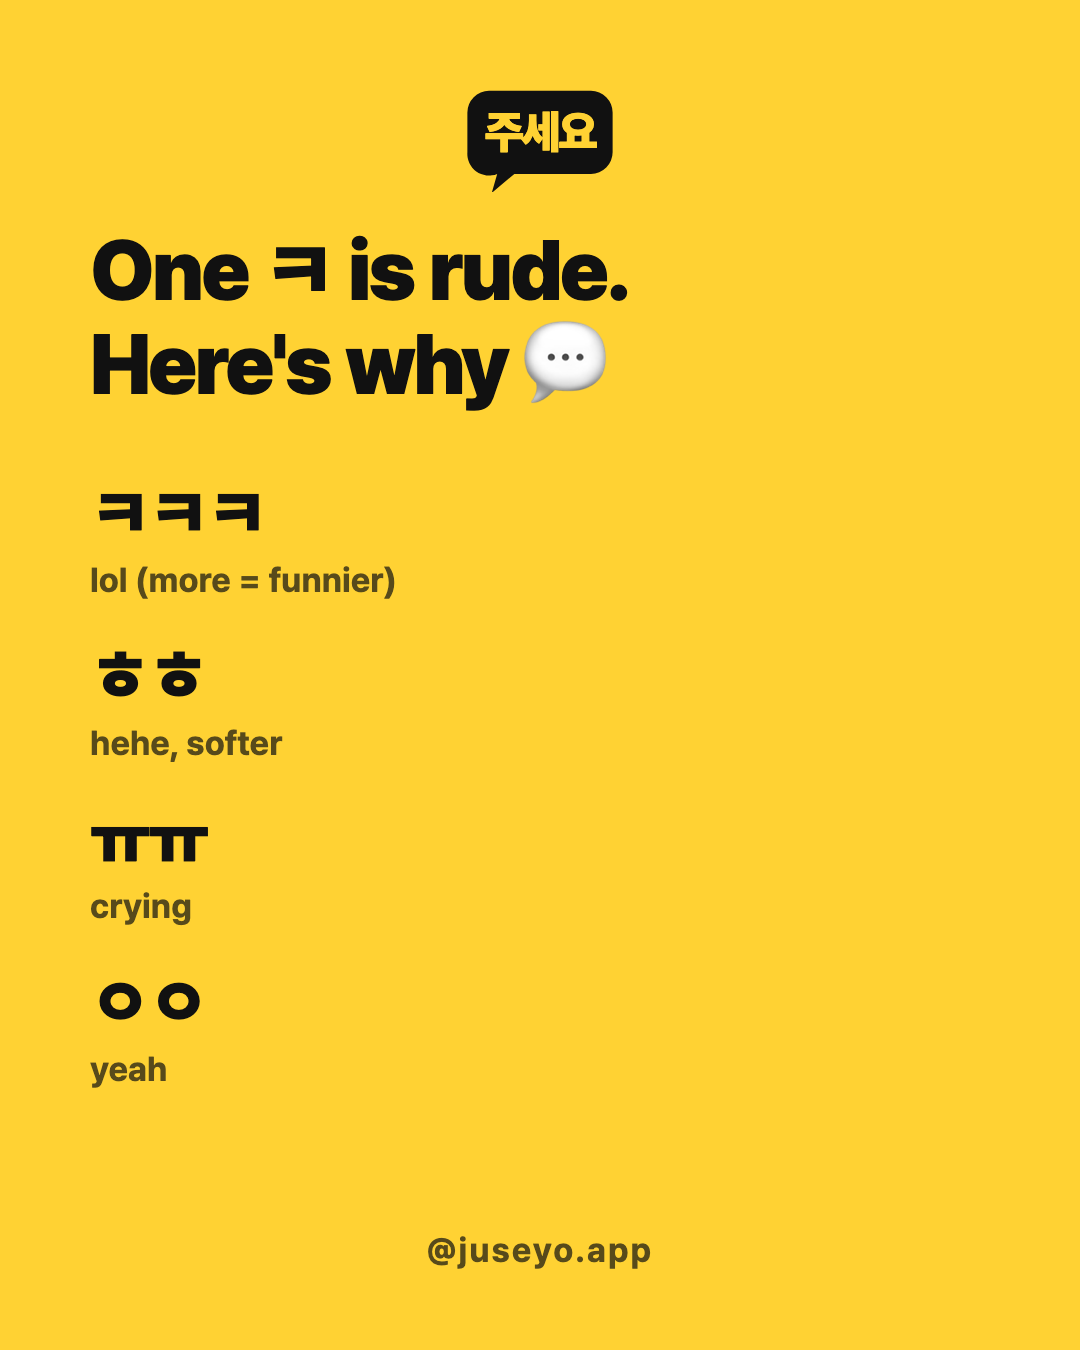 주세요
One ㅋ is rude.
Here's why 💬
ㅋㅋㅋ
lol (more = funnier)
ㅎㅎ
hehe, softer
ㅠㅠ
crying
ㅇㅇ
yeah
@juseyo.app